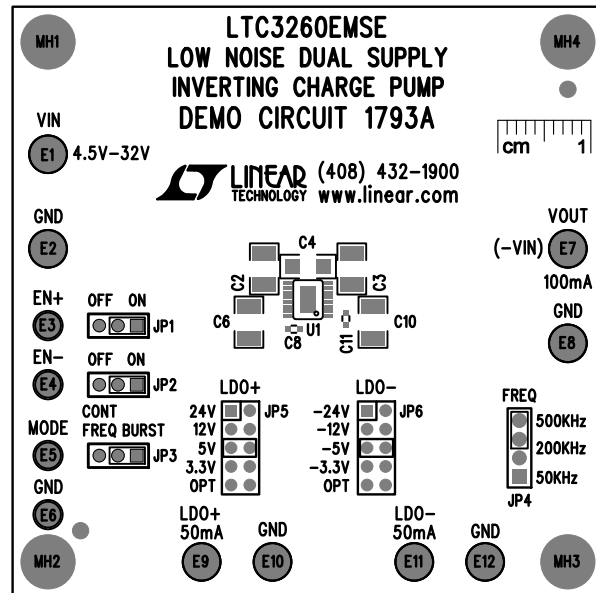 MH1
LTC3260EMSE
MH4
LOW NOISE DUAL SUPPLY
INVERTING CHARGE PUMP
DEMO CIRCUIT 1793A
VIN
E1 4.5V-32V
cm 1
LINEAR
TECHNOLOGY
(408) 432-1900
www.linear.com
GND
E2
VOUT
(-VIN) E7
100mA
C4
C2
C3
C6
U1
C8
C11
C10
GND
E8
EN+
E3
OFF ON
JP1
EN-
E4
OFF ON
JP2
MODE
E5
CONT
FREQ BURST
JP3
GND
E6
LDO+
24V JP5
12V
5V
3.3V
OPT
LDO-
-24V JP6
-12V
-5V
-3.3V
OPT
FREQ
500KHz
200KHz
50KHz
JP4
LDO+
50mA
E9
GND
E10
LDO-
50mA
E11
GND
E12
MH2
MH3